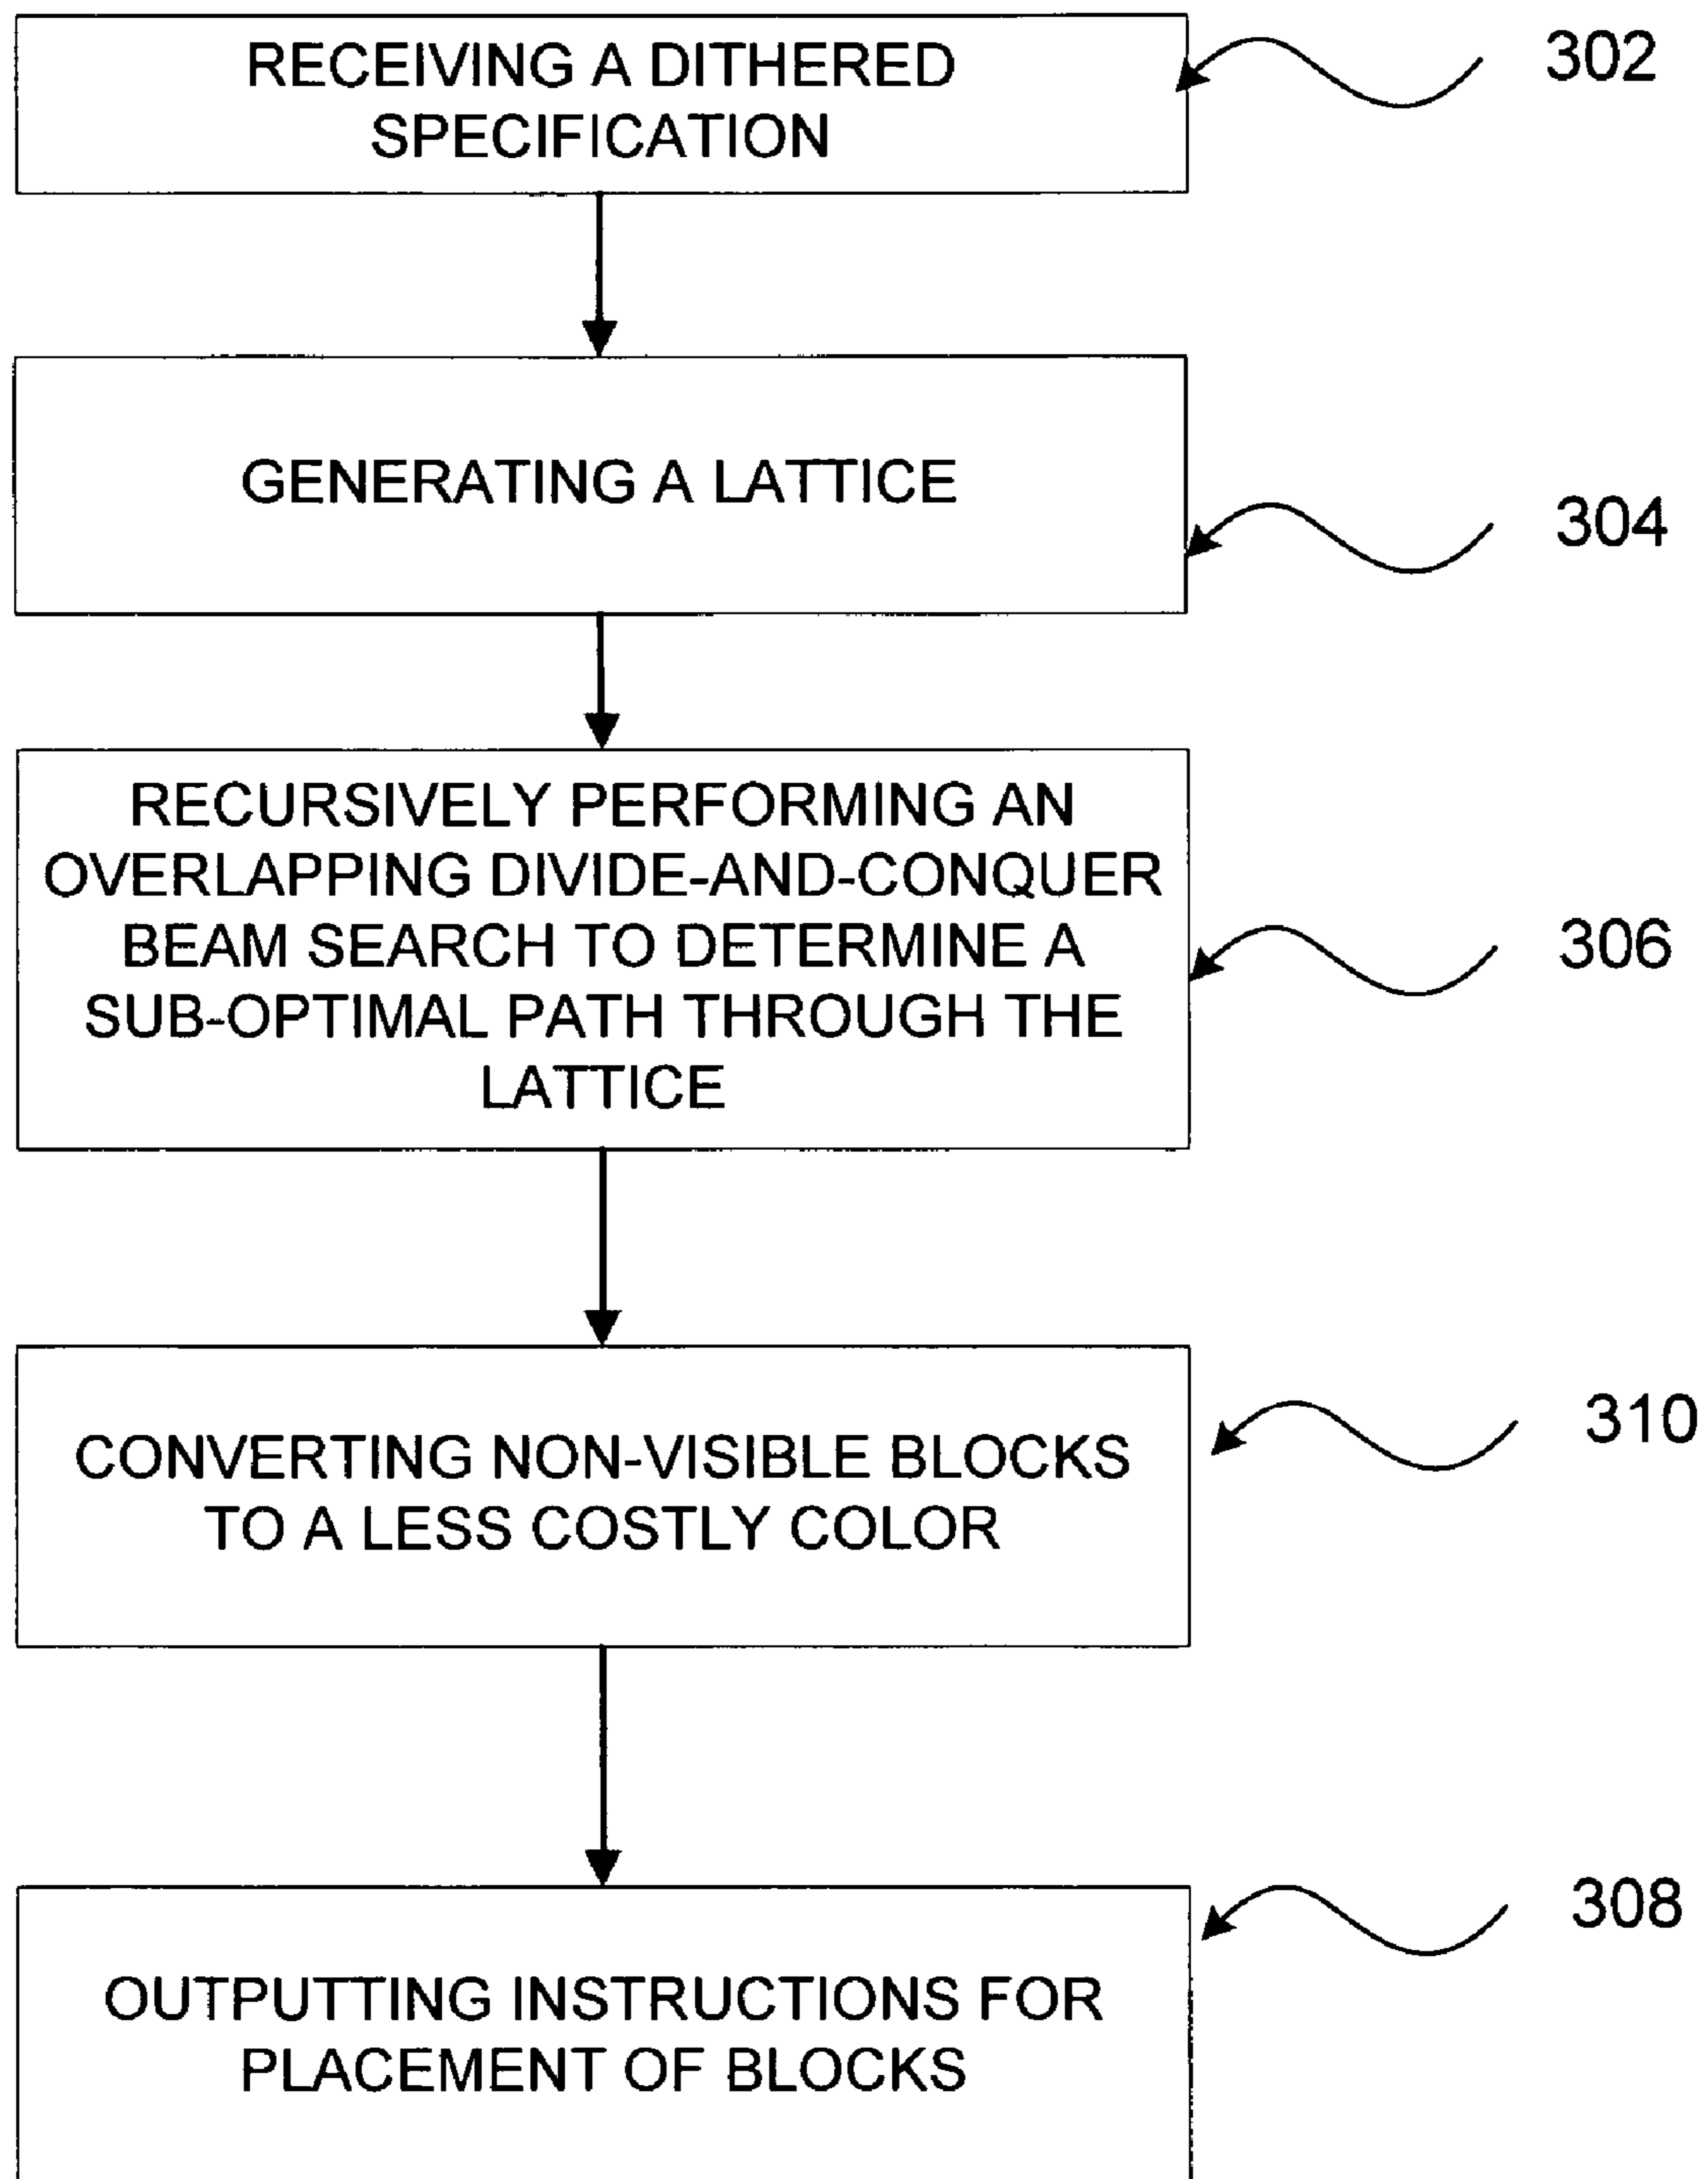 RECEIVING A DITHERED
SPECIFICATION
302
GENERATING A LATTICE
304
RECURSIVELY PERFORMING AN
OVERLAPPING DIVIDE-AND-CONQUER
BEAM SEARCH TO DETERMINE A
SUB-OPTIMAL PATH THROUGH THE
LATTICE
306
CONVERTING NON-VISIBLE BLOCKS
TO A LESS COSTLY COLOR
310
OUTPUTTING INSTRUCTIONS FOR
PLACEMENT OF BLOCKS
308